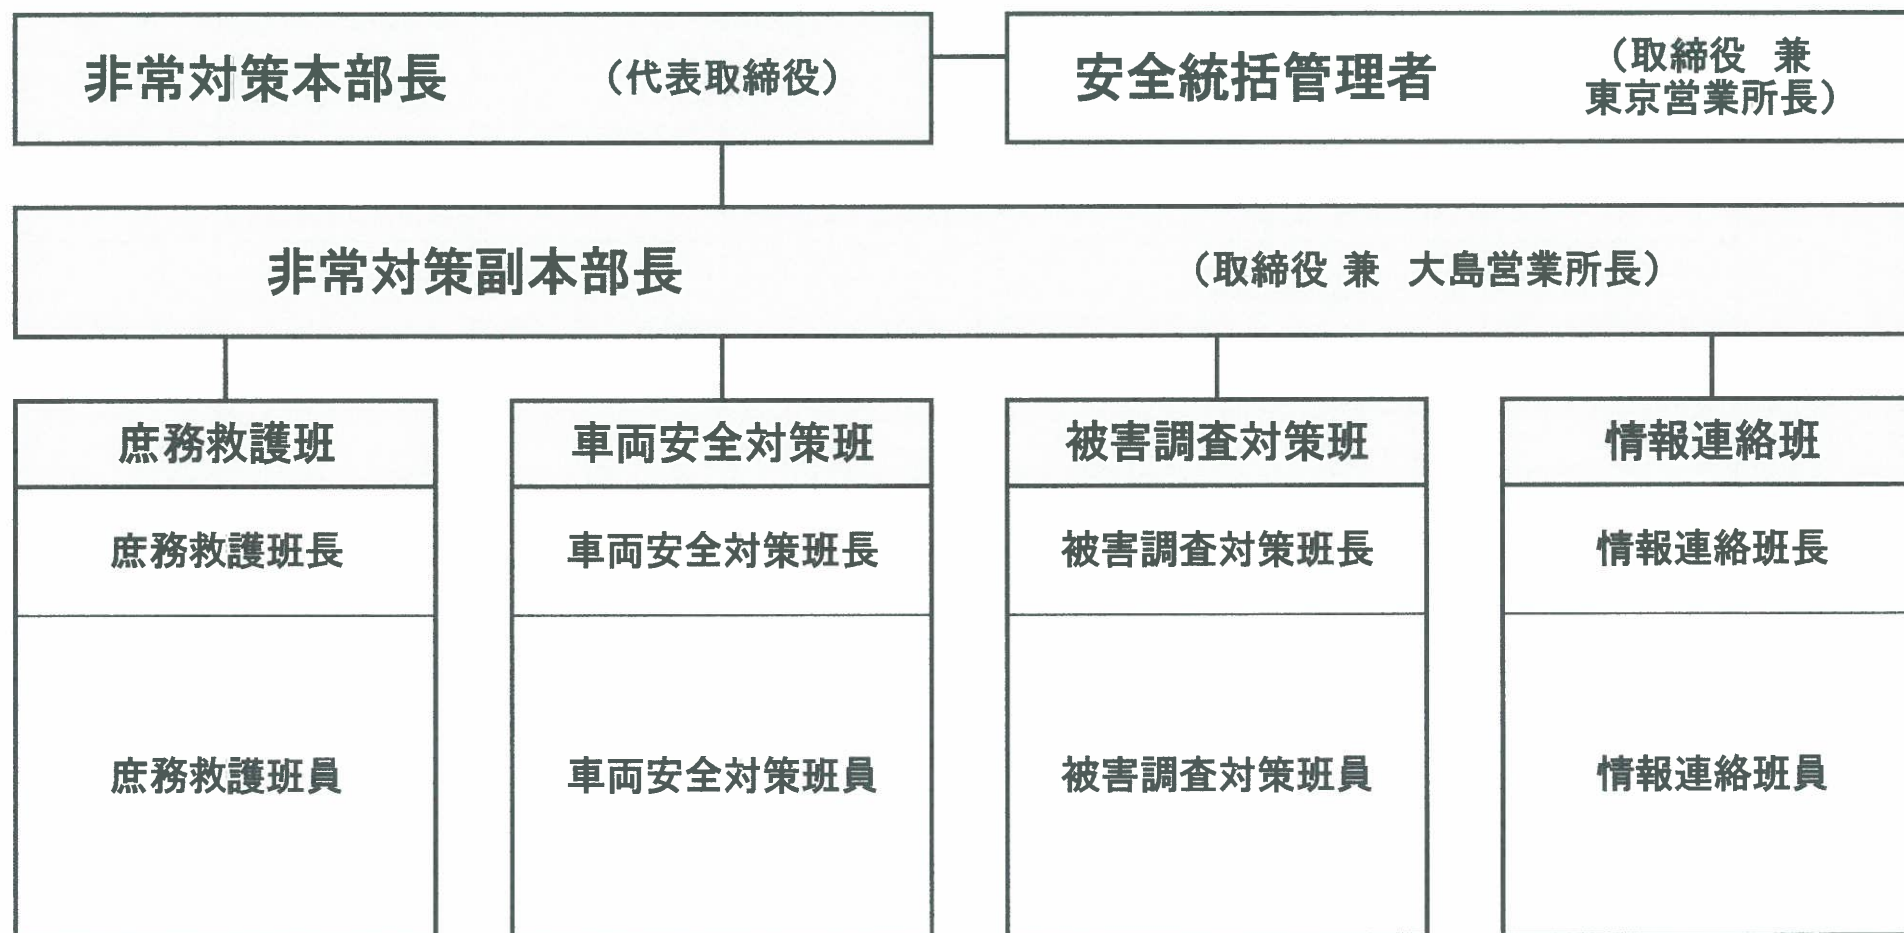 非常対策本部長 （代表取締役）
安全統括管理者 （取締役 兼
東京営業所長）
非常対策副本部長 （取締役 兼 大島営業所長）
庶務救護班
車両安全対策班
被害調査対策班
情報連絡班
庶務救護班長
車両安全対策班長
被害調査対策班長
情報連絡班長
庶務救護班員
車両安全対策班員
被害調査対策班員
情報連絡班員